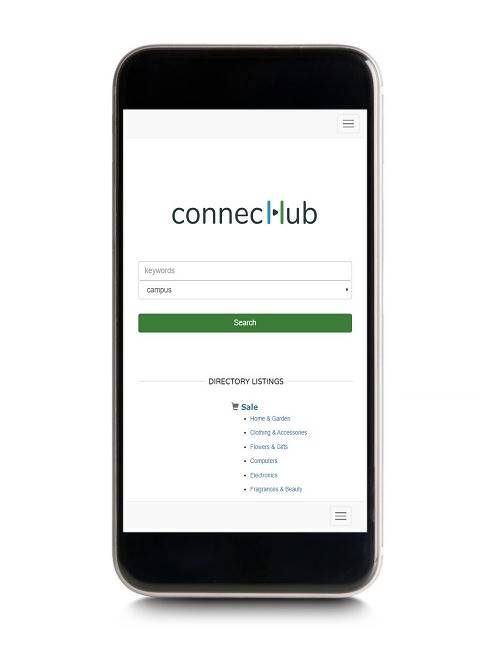 connecHub
keywords
campus
Search
DIRECTORY LISTINGS
Sale
Home & Garden
Clothing & Accessories
Flowers & Gifts
Computers
Electronics
Fragrances & Beauty